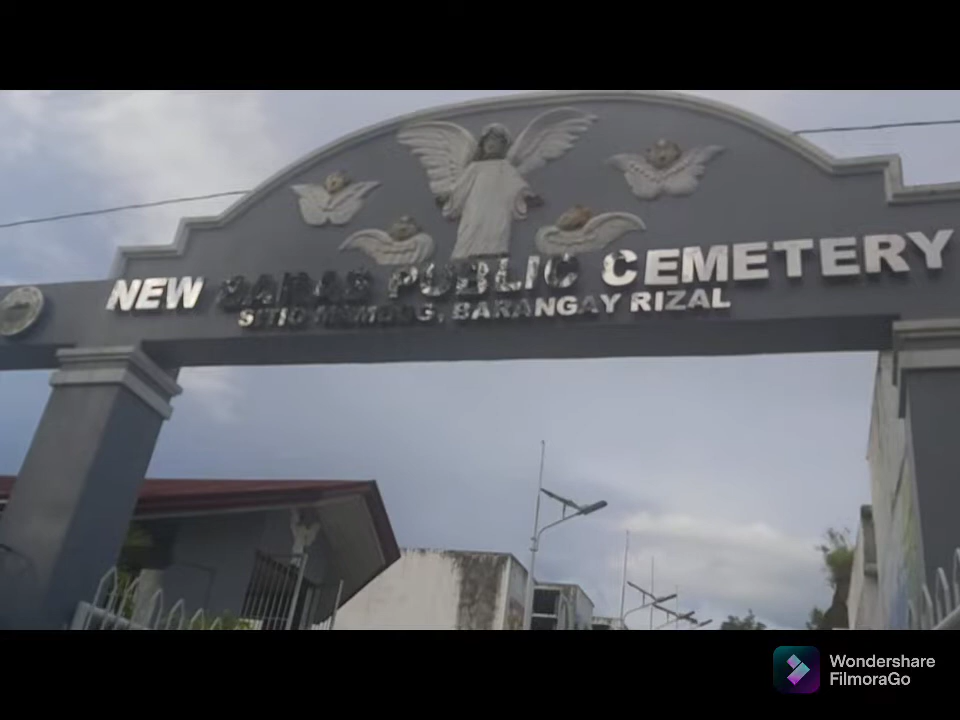 NEW PUBLIC CEMETERY
SITIO BARANGAY RIZAL
Wondershare
FilmoraGo